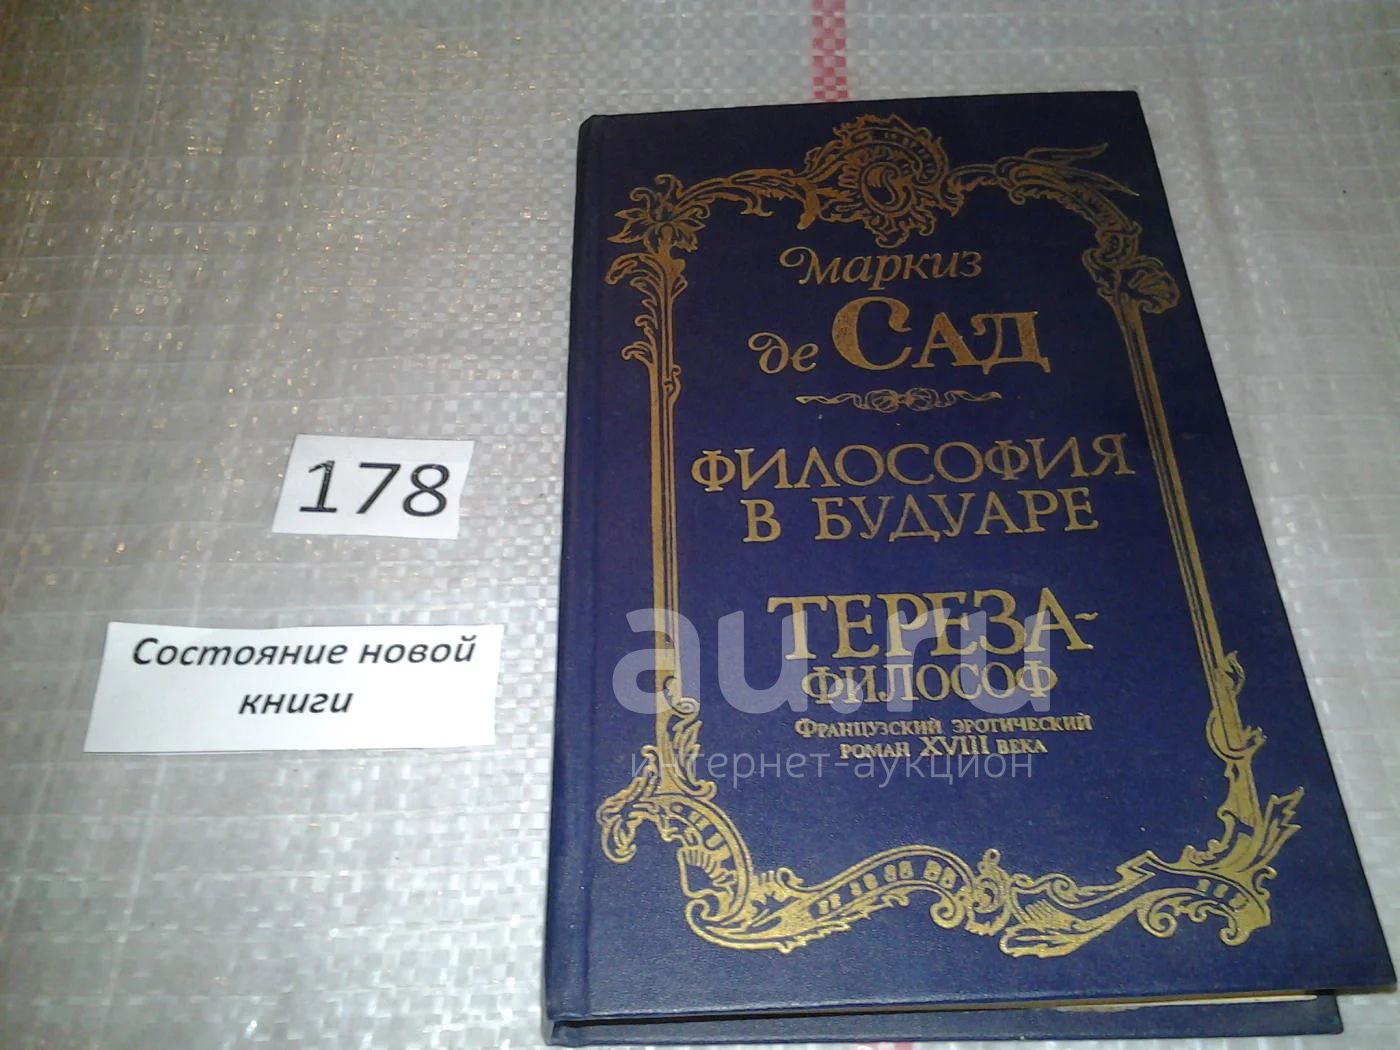 178
Состояние новой
книги
Маркиз
де САД
ФИЛОСОФИЯ
В БУДУАРЕ
ТЕРЕЗА-
ФИЛОСОФ
ФРАНЦУЗСКИЙ ЭРОТИЧЕСКИЙ
РОМАН XVIII ВЕКА
au.ru
интернет-аукцион